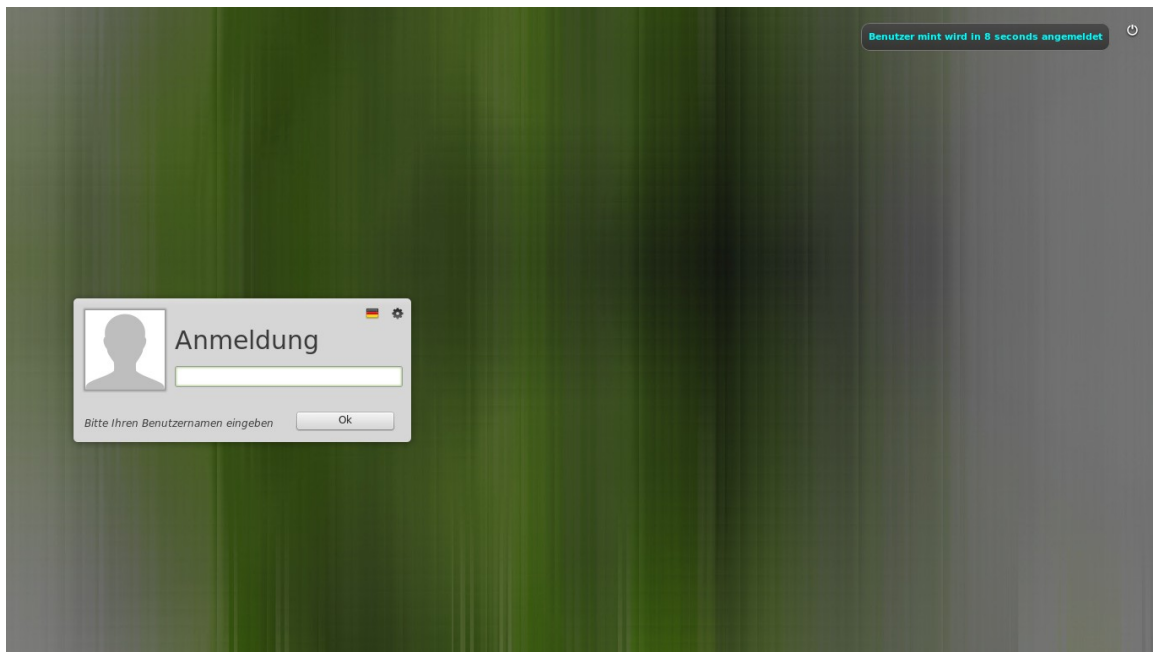 Benutzer mint wird in 8 seconds angemeldet
Anmeldung
Bitte Ihren Benutzernamen eingeben
Ok